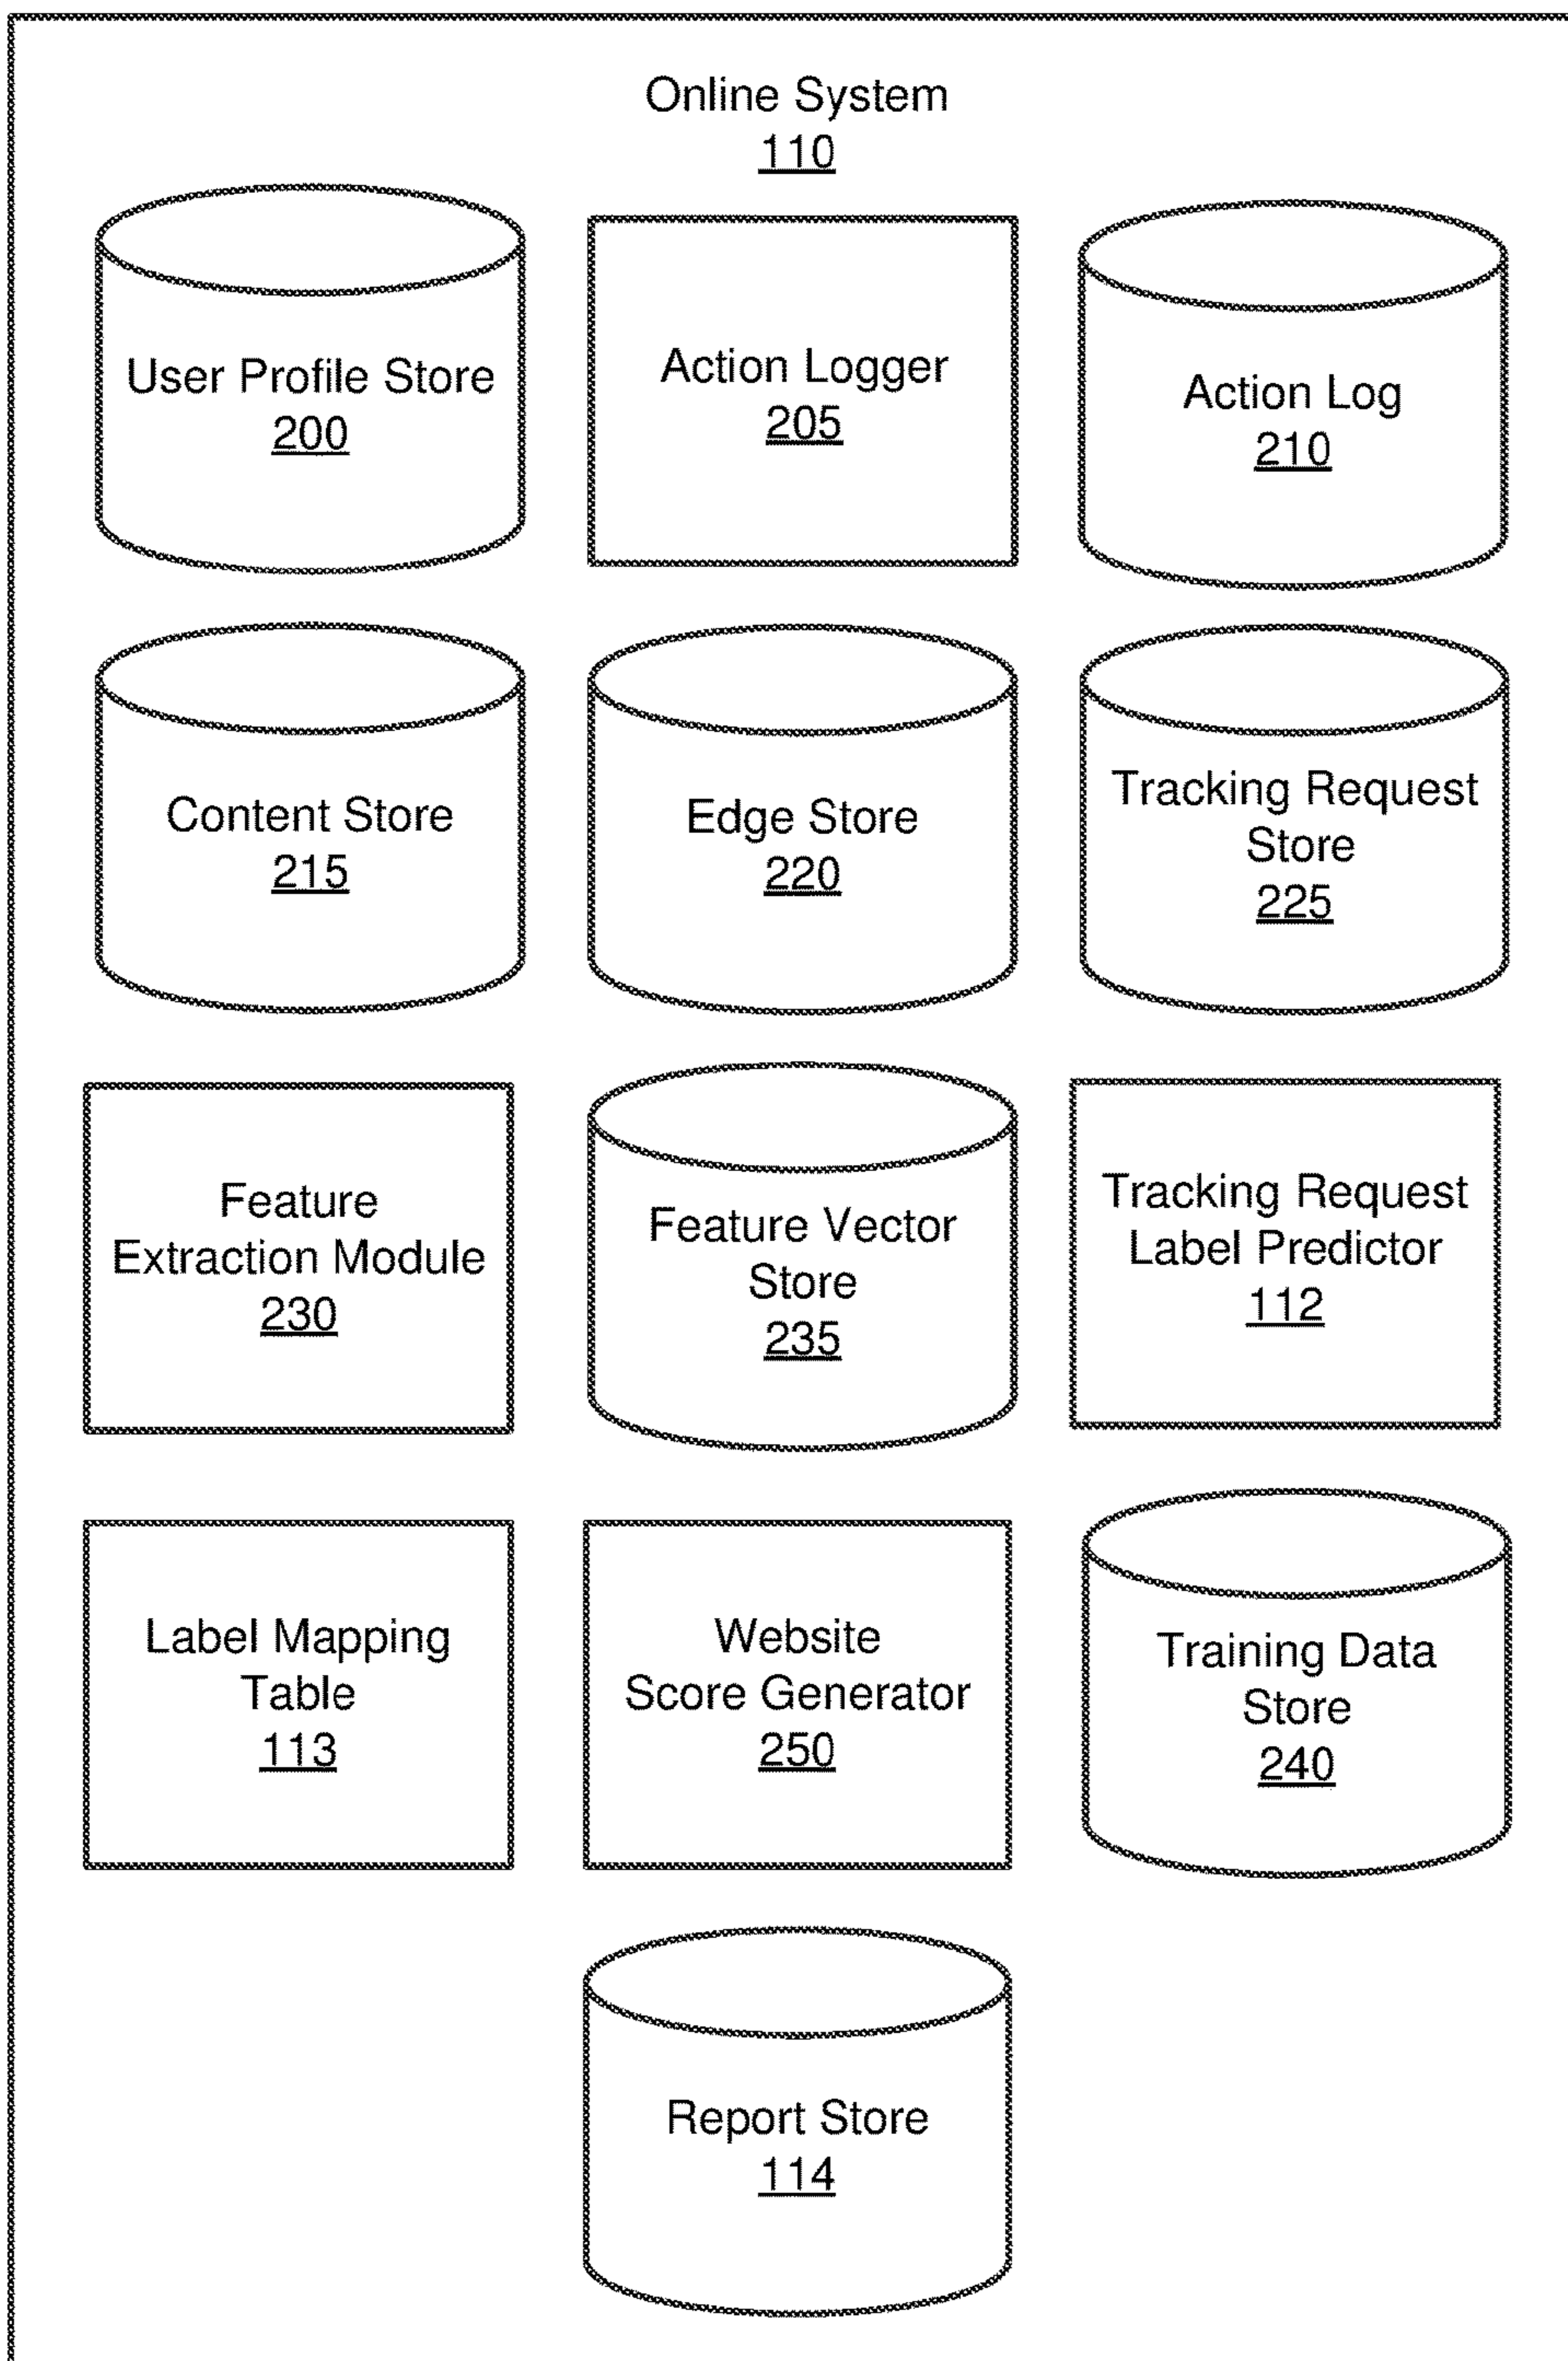 Online System
110
User Profile Store
200
Action Logger
205
Action Log
210
Content Store
215
Edge Store
220
Tracking Request
Store
225
Feature
Extraction Module
230
Feature Vector
Store
235
Tracking Request
Label Predictor
112
Label Mapping
Table
113
Website
Score Generator
250
Training Data
Store
240
Report Store
114